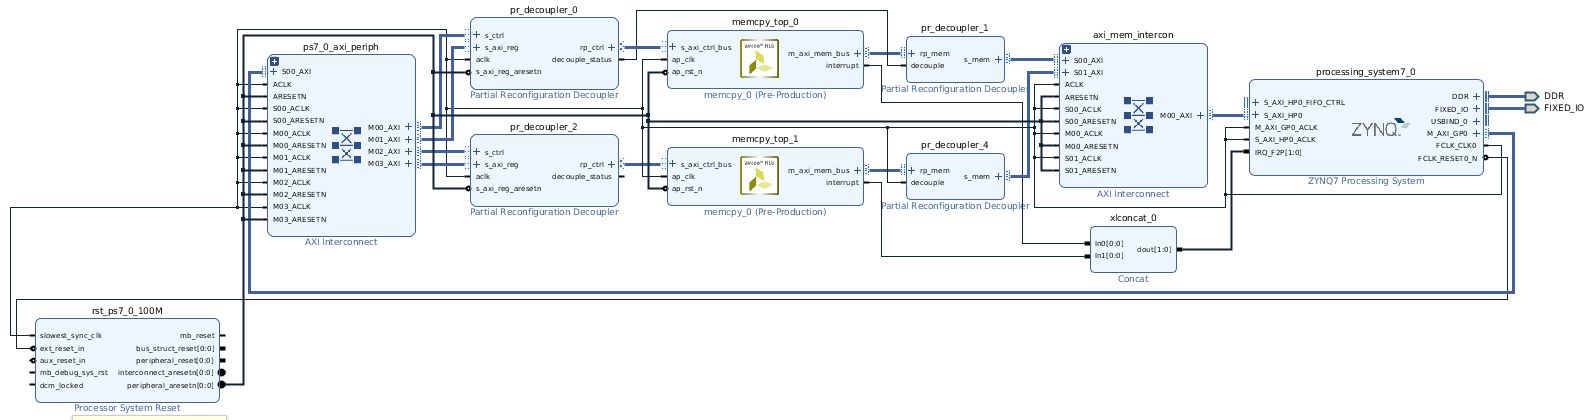 pr_decoupler_0
s_ctrl
s_axi_reg
aclk
s_axi_reg_aresetn
rp_ctrl
decouple_status
Partial Reconfiguration Decoupler
memcpy_top_0
s_axi_ctrl_bus
ap_clk
ap_rst_n
Vivado™ HLS
m_axi_mem_bus
interrupt
memcpy_0 (Pre-Production)
pr_decoupler_1
rp_mem
decouple
s_mem
Partial Reconfiguration Decoupler
axi_mem_intercon
S00_AXI
S01_AXI
ACLK
ARESETN
S00_ACLK
S00_ARESETN
M00_ACLK
M00_ARESETN
S01_ACLK
S01_ARESETN
M00_AXI
AXI Interconnect
processing_system7_0
S_AXI_HP0_FIFO_CTRL
S_AXI_HP0
M_AXI_GP0_ACLK
S_AXI_HP0_ACLK
IRQ_F2P[1:0]
ZYNQ
DDR
FIXED_IO
USBIND_0
M_AXI_GP0
FCLK_CLK0
FCLK_RESET0_N
ZYNQ7 Processing System
DDR
FIXED_IO
ps7_0_axi_periph
S00_AXI
ACLK
ARESETN
S00_ACLK
S00_ARESETN
M00_ACLK
M00_ARESETN
M01_ACLK
M01_ARESETN
M02_ACLK
M02_ARESETN
M03_ACLK
M03_ARESETN
M00_AXI
M01_AXI
M02_AXI
M03_AXI
AXI Interconnect
pr_decoupler_2
s_ctrl
s_axi_reg
aclk
s_axi_reg_aresetn
rp_ctrl
decouple_status
Partial Reconfiguration Decoupler
memcpy_top_1
s_axi_ctrl_bus
ap_clk
ap_rst_n
Vivado™ HLS
m_axi_mem_bus
interrupt
memcpy_0 (Pre-Production)
pr_decoupler_4
rp_mem
decouple
s_mem
Partial Reconfiguration Decoupler
xlconcat_0
In0[0:0]
In1[0:0]
dout[1:0]
Concat
rst_ps7_0_100M
slowest_sync_clk
ext_reset_in
aux_reset_in
mb_debug_sys_rst
dcm_locked
mb_reset
bus_struct_reset[0:0]
peripheral_reset[0:0]
interconnect_aresetn[0:0]
peripheral_aresetn[0:0]
Processor System Reset